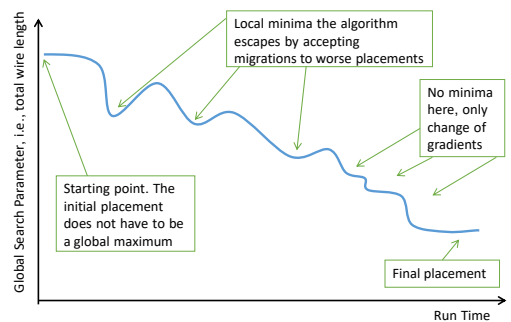 Global Search Parameter, i.e., total wire length
Local minima the algorithm
escapes by accepting
migrations to worse placements
No minima
here, only
change of
gradients
Starting point. The
initial placement
does not have to be
a global maximum
Final placement
Run Time